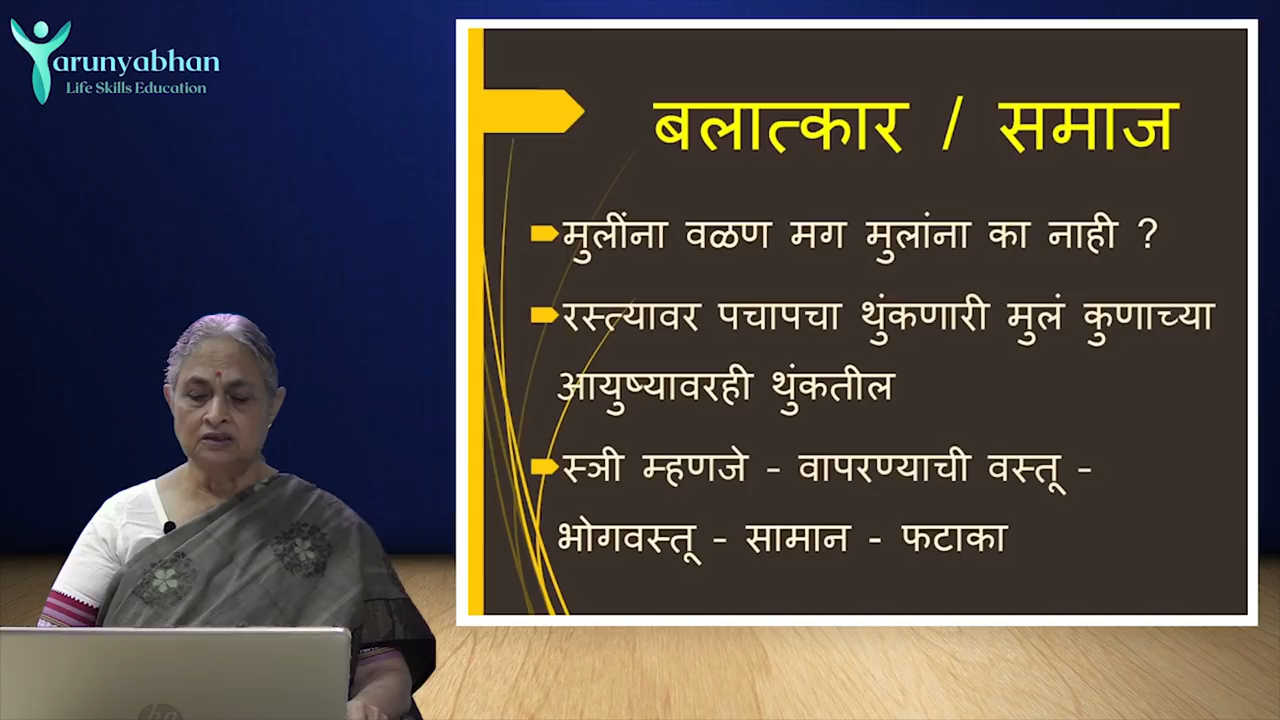 Tarunyabhan
Life Skills Education
बलात्कार / समाज
मुलींना वळण मग मुलांना का नाही ?
रस्त्यावर पचापचा थुंकणारी मुलं कुणाच्या
आयुष्यावरही थुंकतील
स्त्री म्हणजे - वापरण्याची वस्तू -
भोगवस्तू - सामान - फटाका
hp